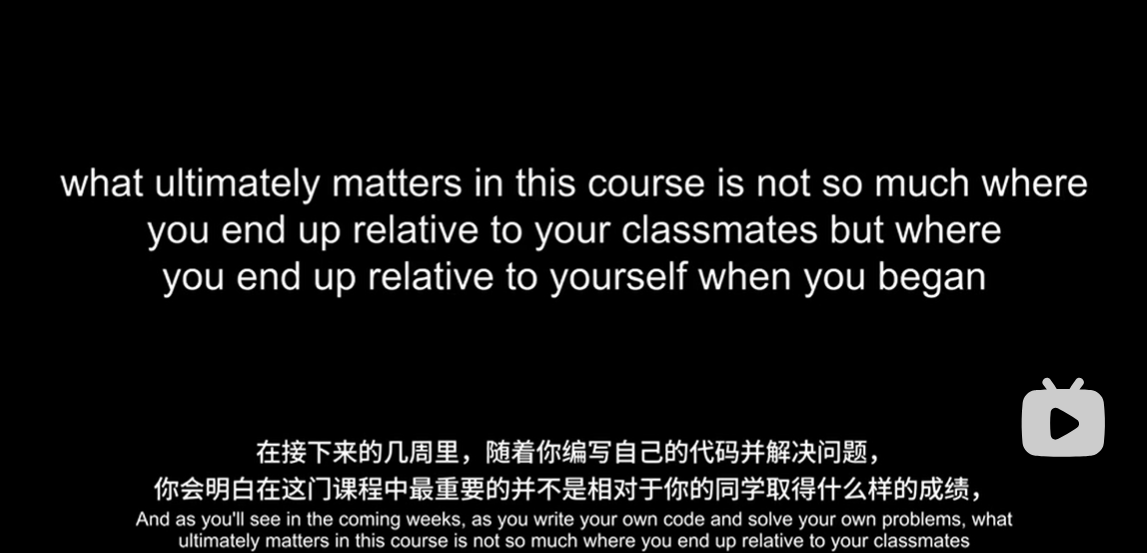 what ultimately matters in this course is not so much where
you end up relative to your classmates but where
you end up relative to yourself when you began
在接下来的几周里，随着你编写自己的代码并解决问题，
你会明白在这门课程中最重要的并不是相对于你的同学取得什么样的成绩，
And as you'll see in the coming weeks, as you write your own code and solve your own problems, what
ultimately matters in this course is not so much where you end up relative to your classmates